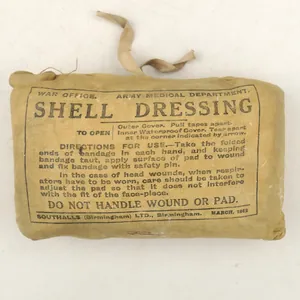 WAR OFFICE. ARMY MEDICAL DEPARTMENT.
SHELL DRESSING
TO OPEN
Outer Cover. Pull tapes apart.
Inner Waterproof Cover. Tear apart
at the corner indicated by arrow.
DIRECTIONS FOR USE.—Take the folded
ends of bandage in each hand, and keeping
bandage taut, apply surface of pad to wound
and fix bandage with safety pin.
In the case of head wounds, when respir-
ators have to be worn, care should be taken to
adjust the pad so that it does not interfere
with the fit of the face-piece.
DO NOT HANDLE WOUND OR PAD.
SOUTHALLS (Birmingham) LTD., Birmingham. MARCH,